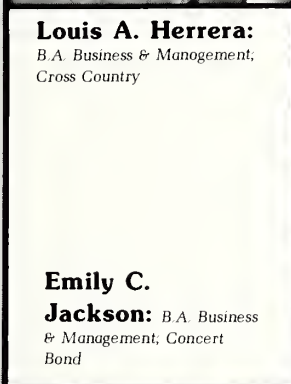 Louis A. Herrera:
B.A. Business & Management;
Cross Country
Emily C.
Jackson: B.A. Business
& Management; Concert
Bond